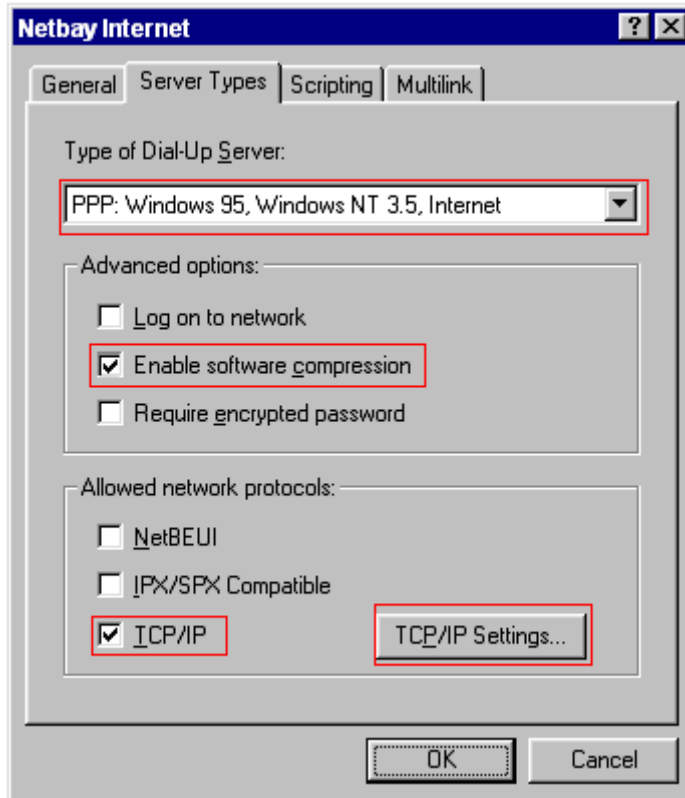 Netbay Internet
General Server Types Scripting Multilink
Type of Dial-Up Server:
PPP: Windows 95, Windows NT 3.5, Internet
Advanced options:
Log on to network
Enable software compression
Require encrypted password
Allowed network protocols:
NetBEUI
IPX/SPX Compatible
TCP/IP TCP/IP Settings...
OK Cancel